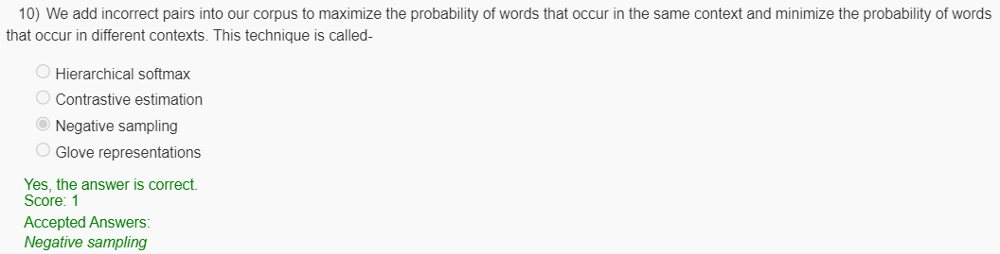 10) We add incorrect pairs into our corpus to maximize the probability of words that occur in the same context and minimize the probability of words
that occur in different contexts. This technique is called-
Hierarchical softmax
Contrastive estimation
Negative sampling
Glove representations
Yes, the answer is correct.
Score: 1
Accepted Answers:
Negative sampling